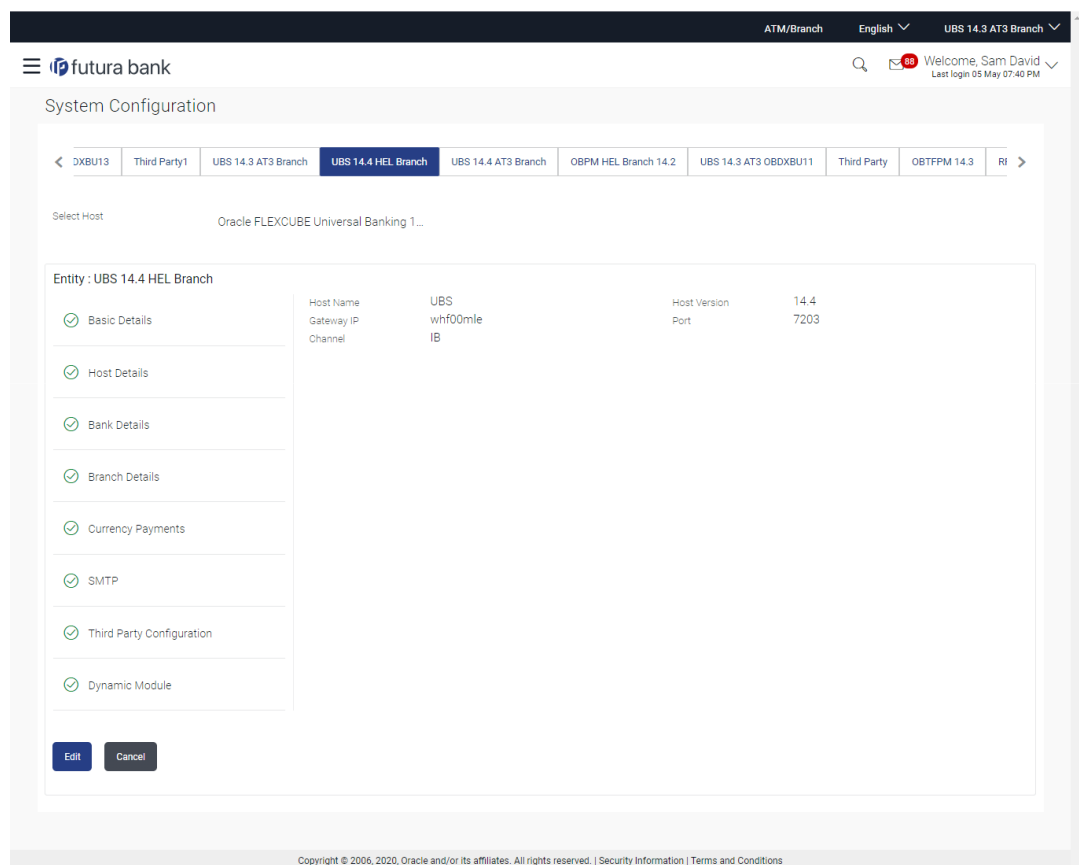 ATM/Branch English UBS 14.3 AT3 Branch
futura bank 88 Welcome, Sam David
Last login 05 May 07:40 PM
System Configuration
DXBU13 Third Party1 UBS 14.3 AT3 Branch UBS 14.4 HEL Branch UBS 14.4 AT3 Branch OBPM HEL Branch 14.2 UBS 14.3 AT3 OBDXBU11 Third Party OBTFPM 14.3
Select Host Oracle FLEXCUBE Universal Banking 1...
Entity : UBS 14.4 HEL Branch
Host Name UBS Host Version 14.4
Gateway IP whf00mle Port 7203
Channel IB
Basic Details
Host Details
Bank Details
Branch Details
Currency Payments
SMTP
Third Party Configuration
Dynamic Module
Edit Cancel
Copyright © 2006, 2020, Oracle and/or its affiliates. All rights reserved. | Security Information | Terms and Conditions